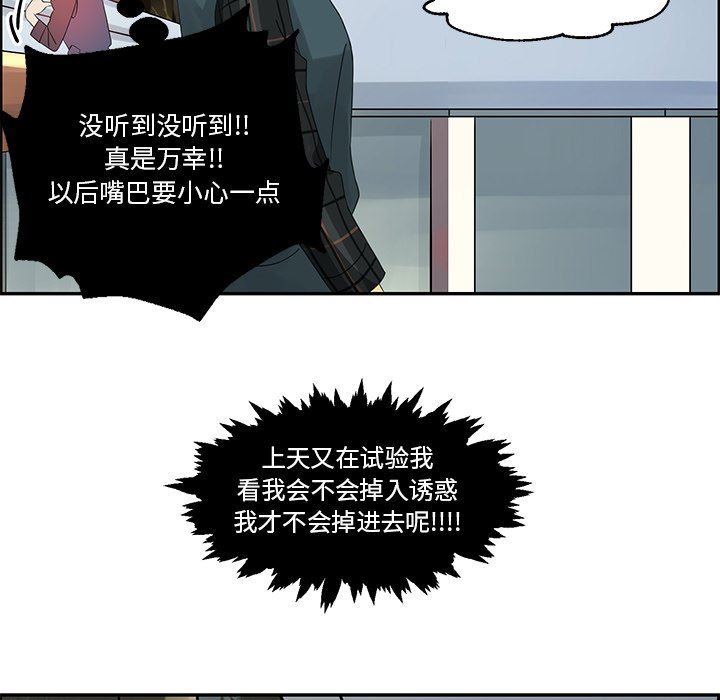 没听到没听到!!
真是万幸!!
以后嘴巴要小心一点
上天又在试验我
看我会不会掉入诱惑
我才不会掉进去呢!!!!